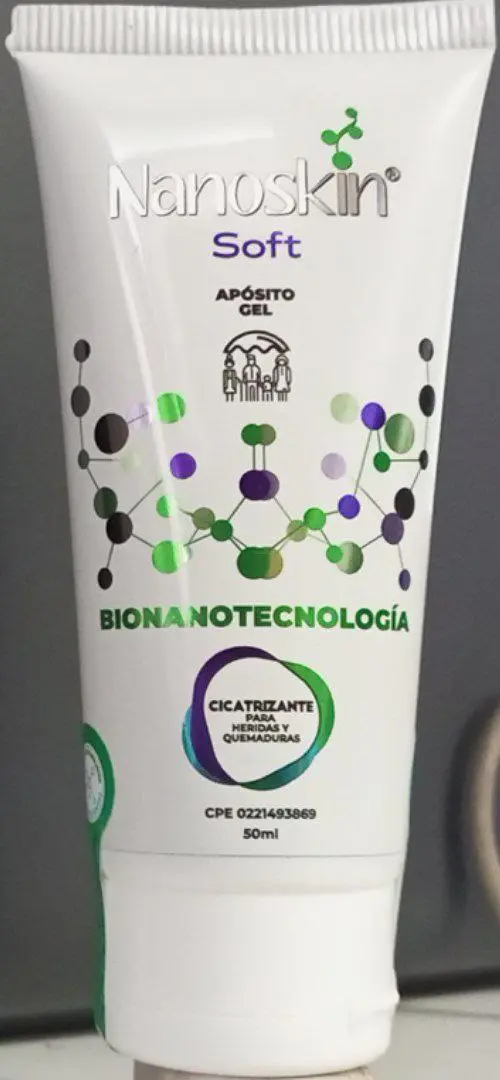 Nanoskin®
Soft
APÓSITO
GEL
BIONANOTECNOLOGÍA
CICATRIZANTE
PARA
HERIDAS Y
QUEMADURAS
CPE 0221493869
50ml